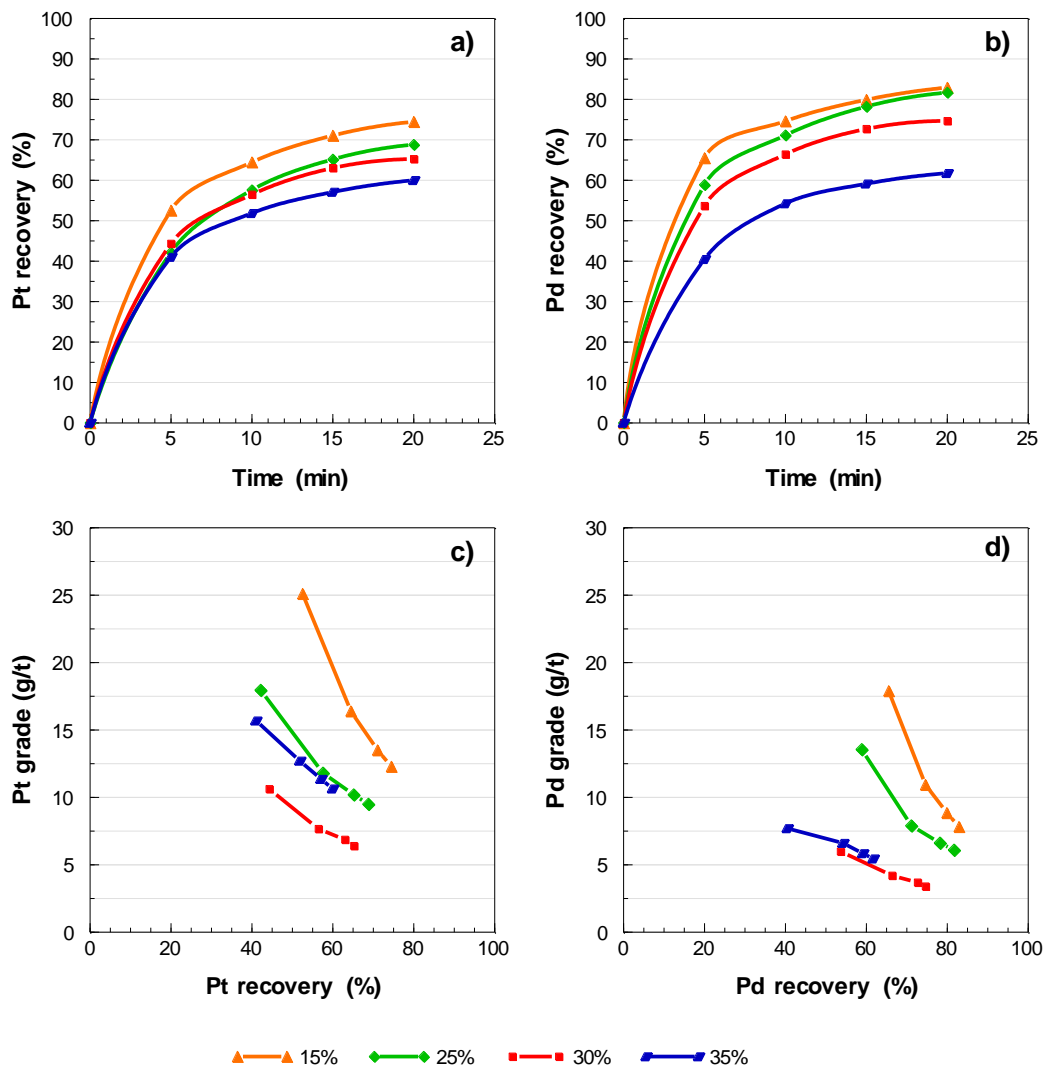 a)
Pt recovery (%)
100
90
80
70
60
50
40
30
20
10
0
0 5 10 15 20 25
Time (min)
b)
Pd recovery (%)
100
90
80
70
60
50
40
30
20
10
0
0 5 10 15 20 25
Time (min)
c)
Pt grade (g/t)
30
25
20
15
10
5
0
0 20 40 60 80 100
Pt recovery (%)
d)
Pd grade (g/t)
30
25
20
15
10
5
0
0 20 40 60 80 100
Pd recovery (%)
15% 25% 30% 35%